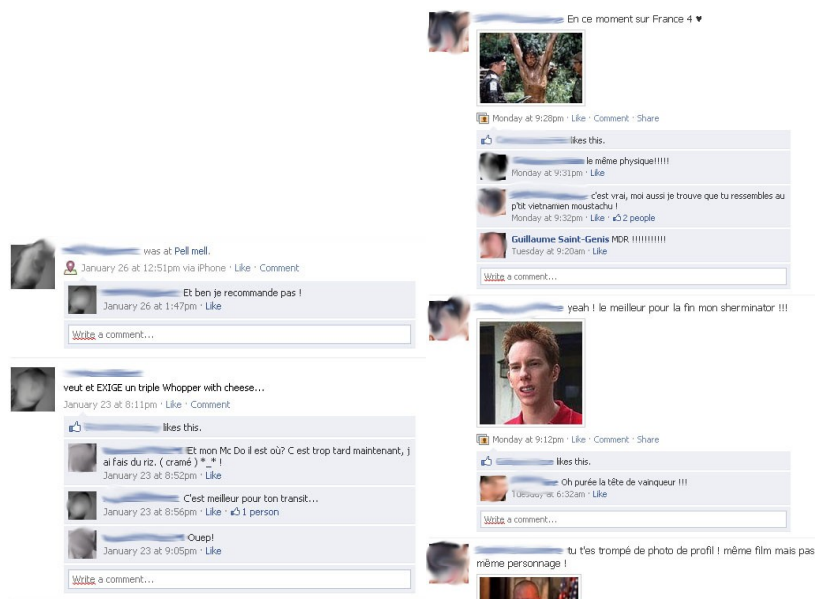 was at Pell mell.
January 26 at 12:51pm via iPhone · Like · Comment
Et ben je recommande pas !
January 26 at 1:47pm · Like
Write a comment...
veut et EXIGE un triple Whopper with cheese...
January 23 at 8:11pm · Like · Comment
likes this.
Et mon Mc Do il est où? C est trop tard maintenant, j
ai fais du riz. ( cramé ) *_* !
January 23 at 8:52pm · Like
C'est meilleur pour ton transit...
January 23 at 8:56pm · Like · 1 person
Ouep!
January 23 at 9:05pm · Like
Write a comment...
En ce moment sur France 4 ♥
Monday at 9:28pm · Like · Comment · Share
likes this.
le même physique!!!!!
Monday at 9:31pm · Like
c'est vrai, moi aussi je trouve que tu ressembles au
p'tit vietnamien moustachu !
Monday at 9:32pm · Like · 2 people
Guillaume Saint-Genis MDR !!!!!!!!!!!
Tuesday at 9:20am · Like
Write a comment...
yeah ! le meilleur pour la fin mon sherminator !!!
Monday at 9:12pm · Like · Comment · Share
likes this.
Oh purée la tête de vainqueur !!!
Tuesday at 6:32am · Like
Write a comment...
tu t'es trompé de photo de profil ! même film mais pas
même personnage !